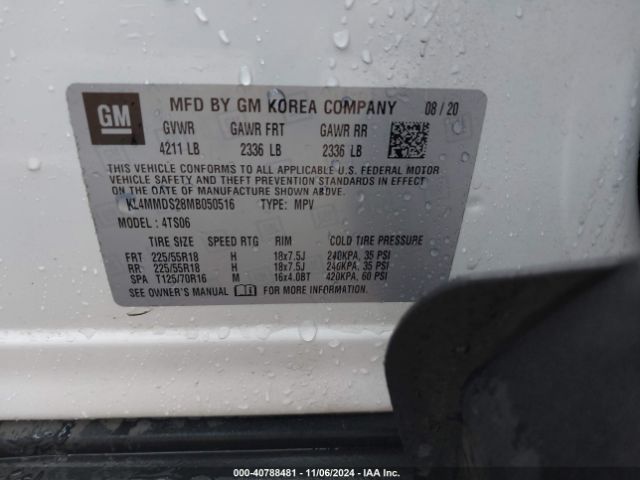 GM
MFD BY GM KOREA COMPANY 08 / 20
GVWR GAWR FRT GAWR RR
4211 LB 2336 LB 2336 LB
THIS VEHICLE CONFORMS TO ALL APPLICABLE U.S. FEDERAL MOTOR
VEHICLE SAFETY AND THEFT PREVENTION STANDARDS IN EFFECT
ON THE DATE OF MANUFACTURE SHOWN ABOVE.
KL4MMDS28MB050516 TYPE: MPV
MODEL : 4TS06
TIRE SIZE SPEED RTG RIM COLD TIRE PRESSURE
FRT 225/55R18 H 18x7.5J 240KPA, 35 PSI
RR 225/55R18 H 18x7.5J 240KPA, 35 PSI
SPA T125/70R16 M 16x4.0BT 420KPA, 60 PSI
SEE OWNER'S MANUAL FOR MORE INFORMATION.
000-40788481 - 11/06/2024 - IAA Inc.